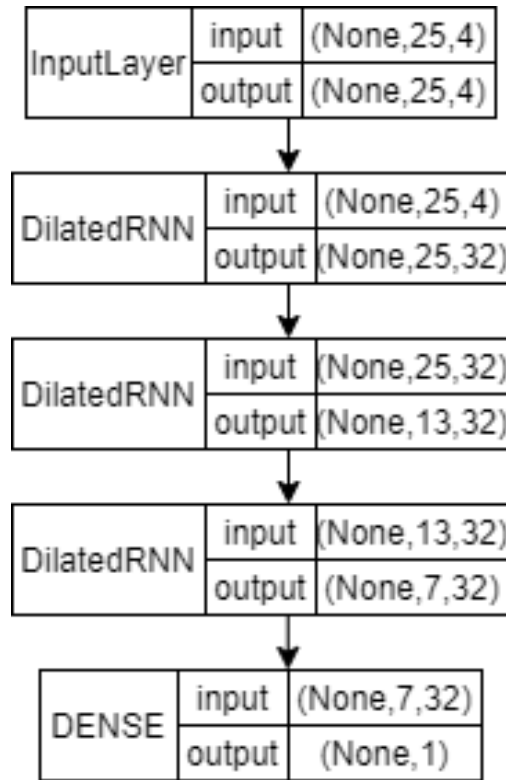 InputLayer
input (None,25,4)
output (None,25,4)
DilatedRNN
input (None,25,4)
output (None,25,32)
DilatedRNN
input (None,25,32)
output (None,13,32)
DilatedRNN
input (None,13,32)
output (None,7,32)
DENSE
input (None,7,32)
output (None,1)